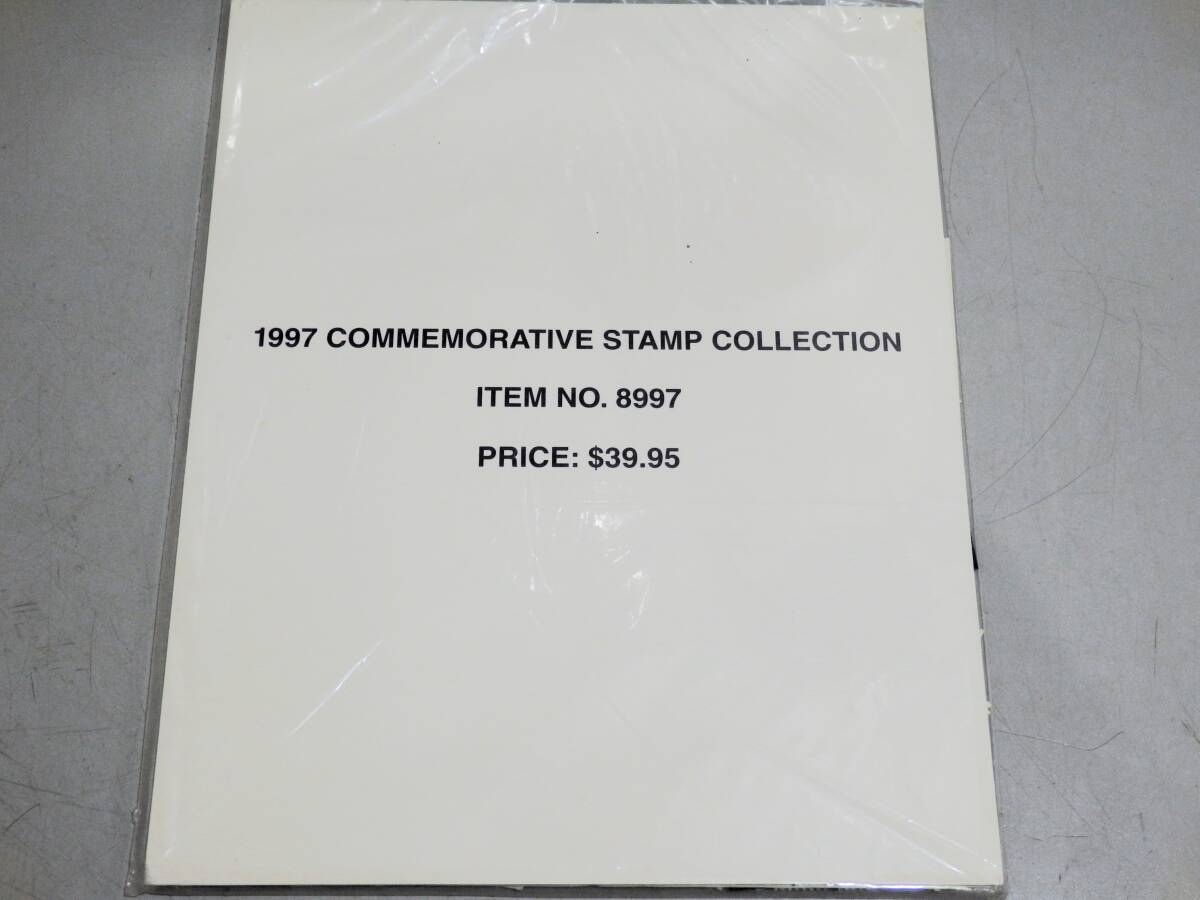 1997 COMMEMORATIVE STAMP COLLECTION
ITEM NO. 8997
PRICE: $39.95